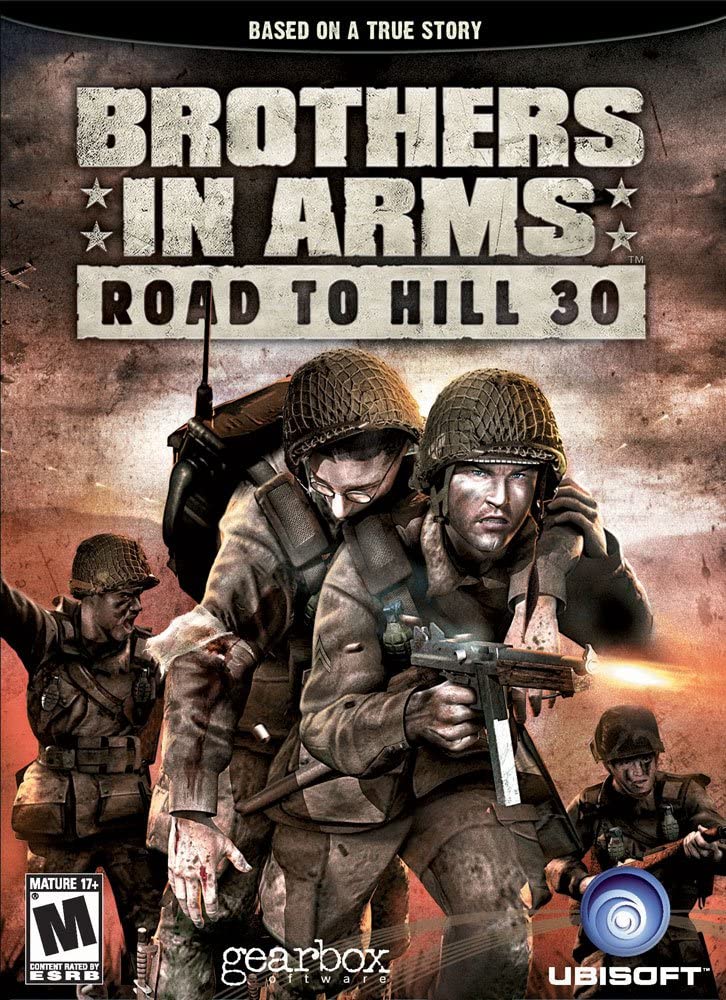 BASED ON A TRUE STORY
BROTHERS
IN ARMS
TM
ROAD TO HILL 30
MATURE 17+
M
®
CONTENT RATED BY
ESRB
gearbox
software
UBISOFT